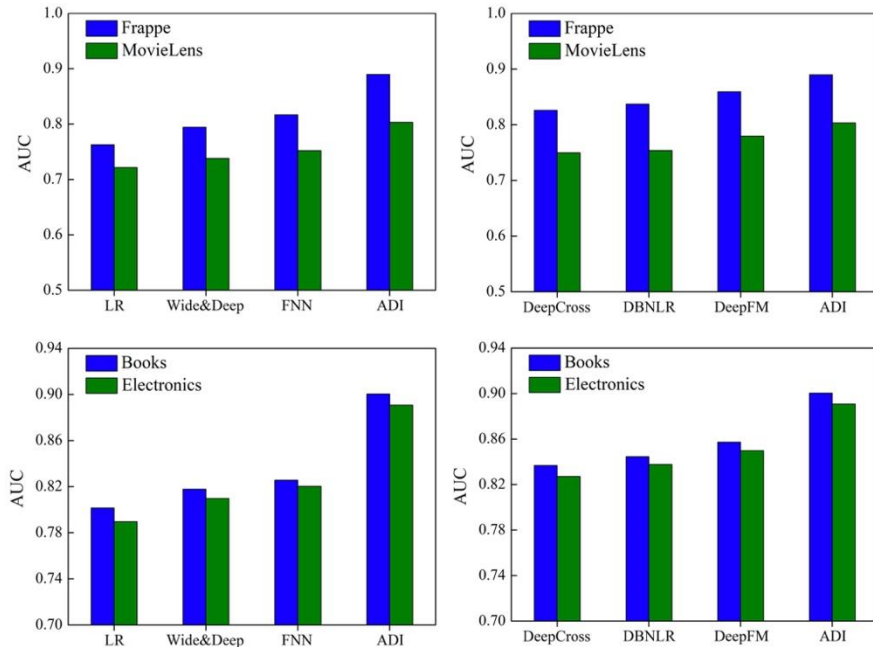 1.0
0.9
0.8
0.7
0.6
0.5
AUC
Frappe
MovieLens
LR Wide&Deep FNN ADI
1.0
0.9
0.8
0.7
0.6
0.5
AUC
Frappe
MovieLens
DeepCross DBNLR DeepFM ADI
0.94
0.90
0.86
0.82
0.78
0.74
0.70
AUC
Books
Electronics
LR Wide&Deep FNN ADI
0.94
0.90
0.86
0.82
0.78
0.74
0.70
AUC
Books
Electronics
DeepCross DBNLR DeepFM ADI